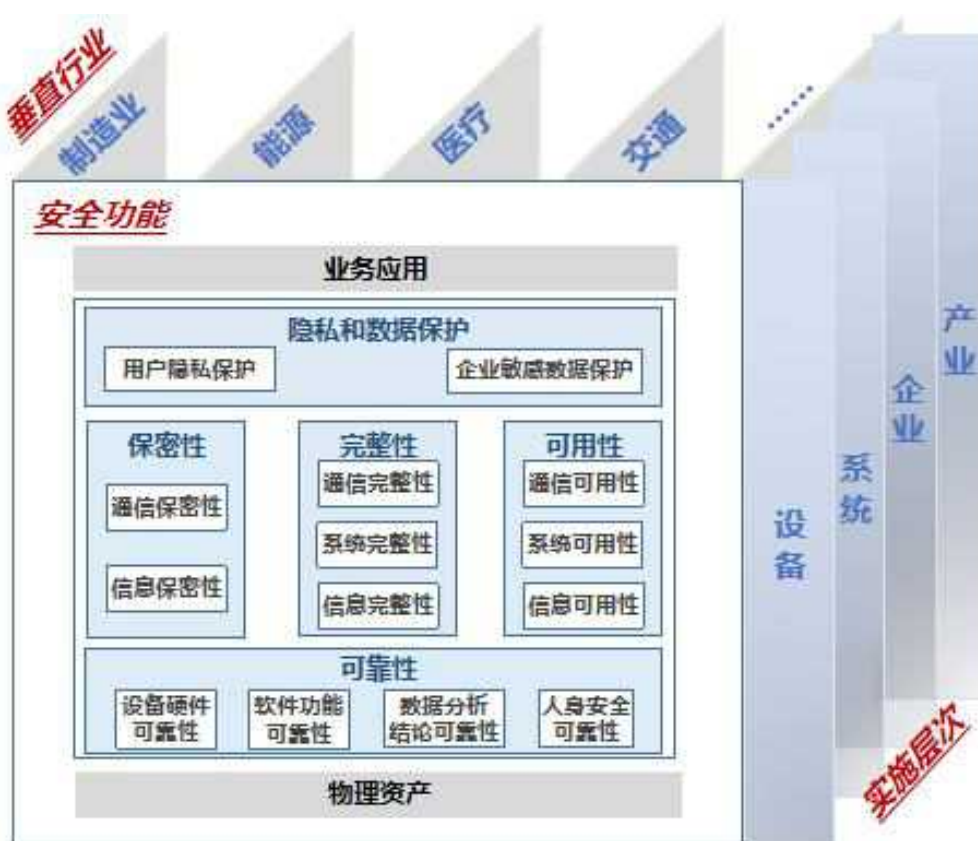 垂直行业
制造业
能源
医疗
交通
……
安全功能
业务应用
隐私和数据保护
用户隐私保护
企业敏感数据保护
保密性
通信保密性
信息保密性
完整性
通信完整性
系统完整性
信息完整性
可用性
通信可用性
系统可用性
信息可用性
可靠性
设备硬件
可靠性
软件功能
可靠性
数据分析
结论可靠性
人身安全
可靠性
物理资产
设备
系统
企业
产业
实施层次